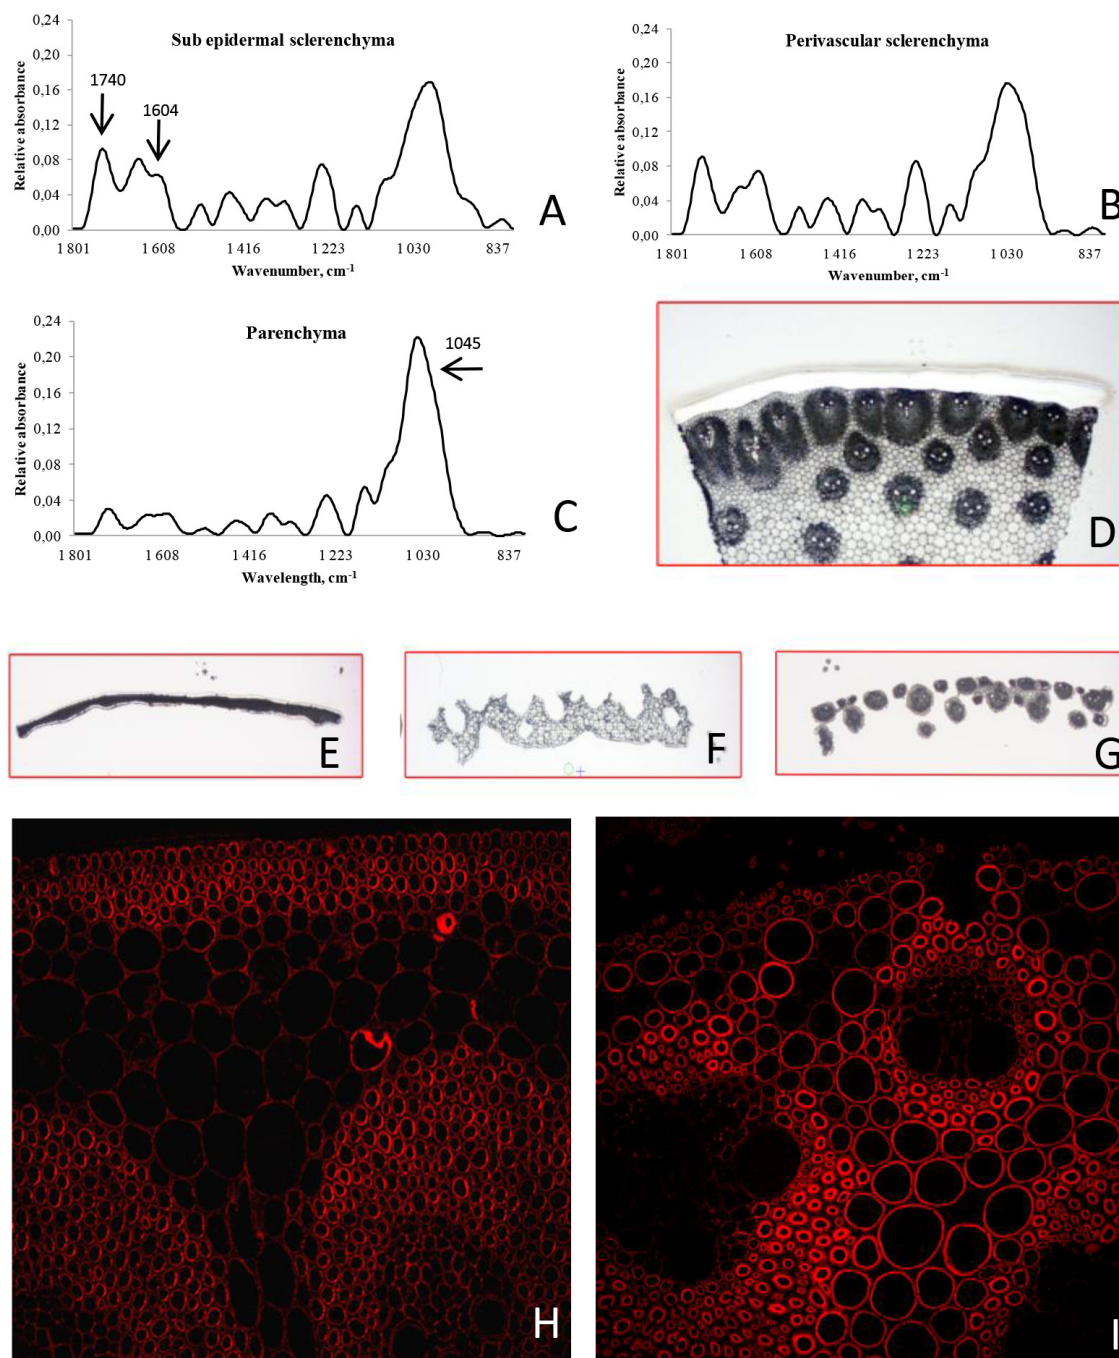 Sub epidermal sclerenchyma
0,24
0,20
0,16
0,12
0,08
0,04
0,00
1740
1604
Relative absorbance
1 801 1 608 1 416 1 223 1 030 837
Wavenumber, cm-1
A
Perivascular sclerenchyma
0,24
0,20
0,16
0,12
0,08
0,04
0,00
Relative absorbance
1 801 1 608 1 416 1 223 1 030 837
Wavenumber, cm-1
B
Parenchyma
0,24
0,20
0,16
0,12
0,08
0,04
0,00
1045
Relative absorbance
1 801 1 608 1 416 1 223 1 030 837
Wavelength, cm-1
C
D
E
F
G
H
I